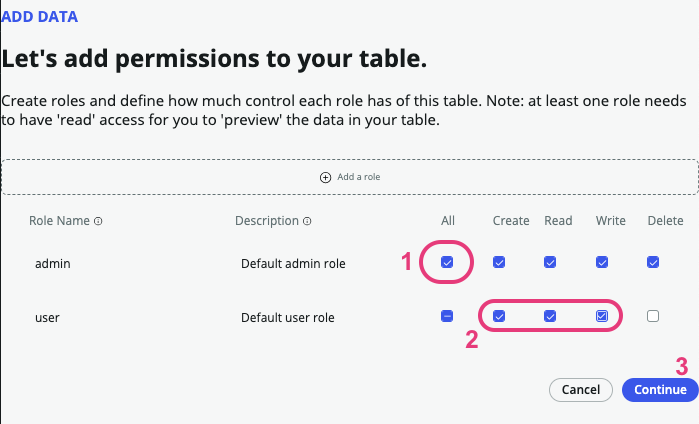 ADD DATA
Let's add permissions to your table.
Create roles and define how much control each role has of this table. Note: at least one role needs
to have 'read' access for you to 'preview' the data in your table.
Add a role
Role Name Description All Create Read Write Delete
1 admin Default admin role
user Default user role
2
3
Cancel Continue